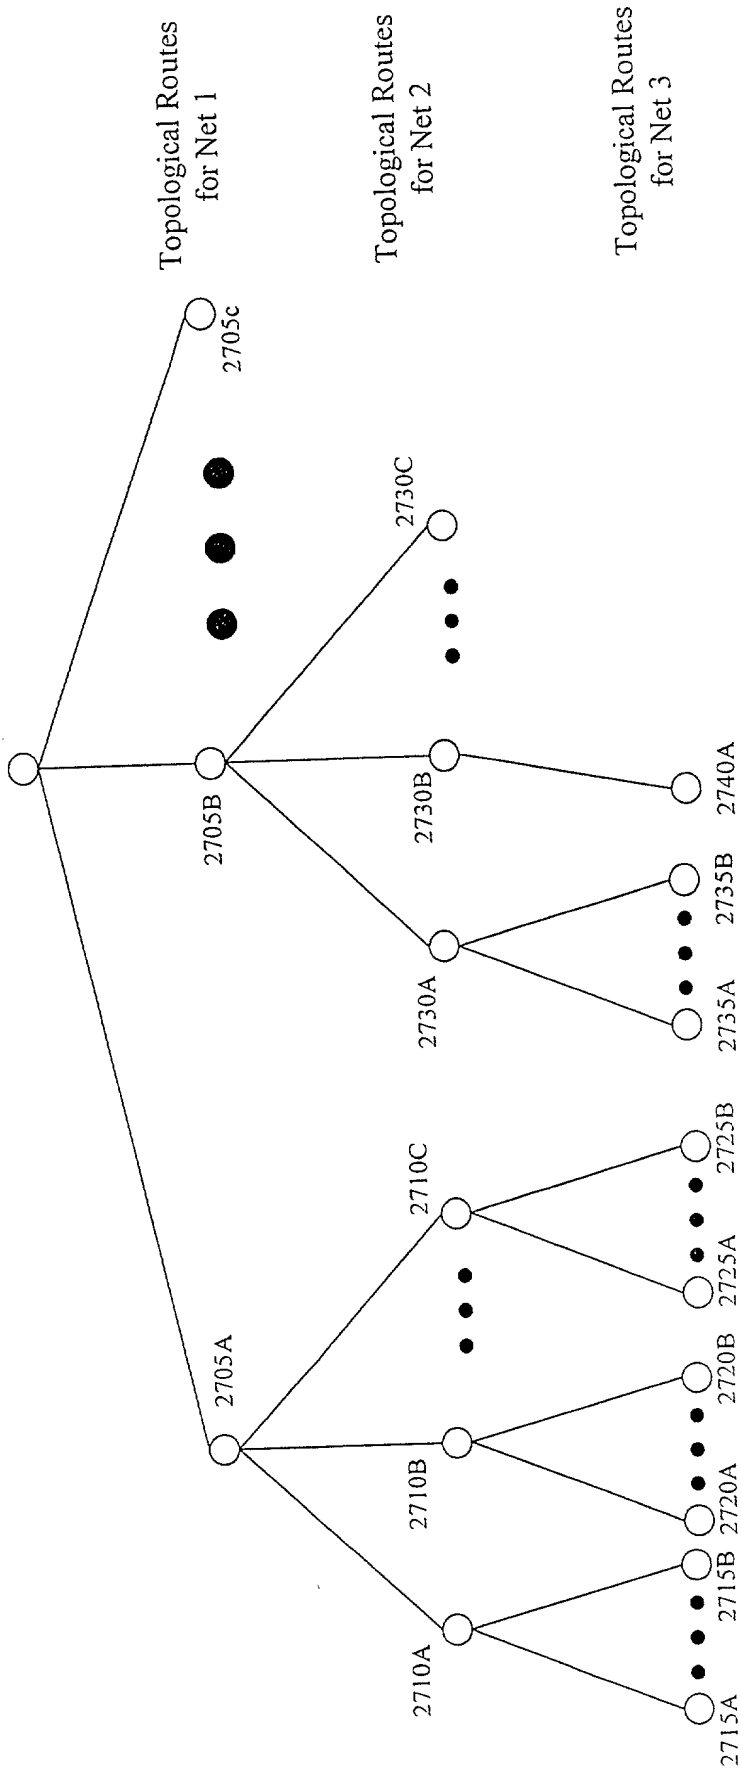 Topological Routes
for Net 1
2705A
2705B
2705c
Topological Routes
for Net 2
2710A
2710B
2710C
2730A
2730B
2730C
Topological Routes
for Net 3
2715A
2715B
2720A
2720B
2725A
2725B
2735A
2735B
2740A